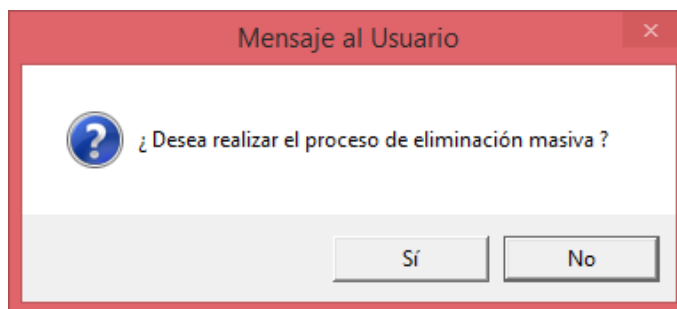 Mensaje al Usuario
¿ Desea realizar el proceso de eliminación masiva ?
Sí
No